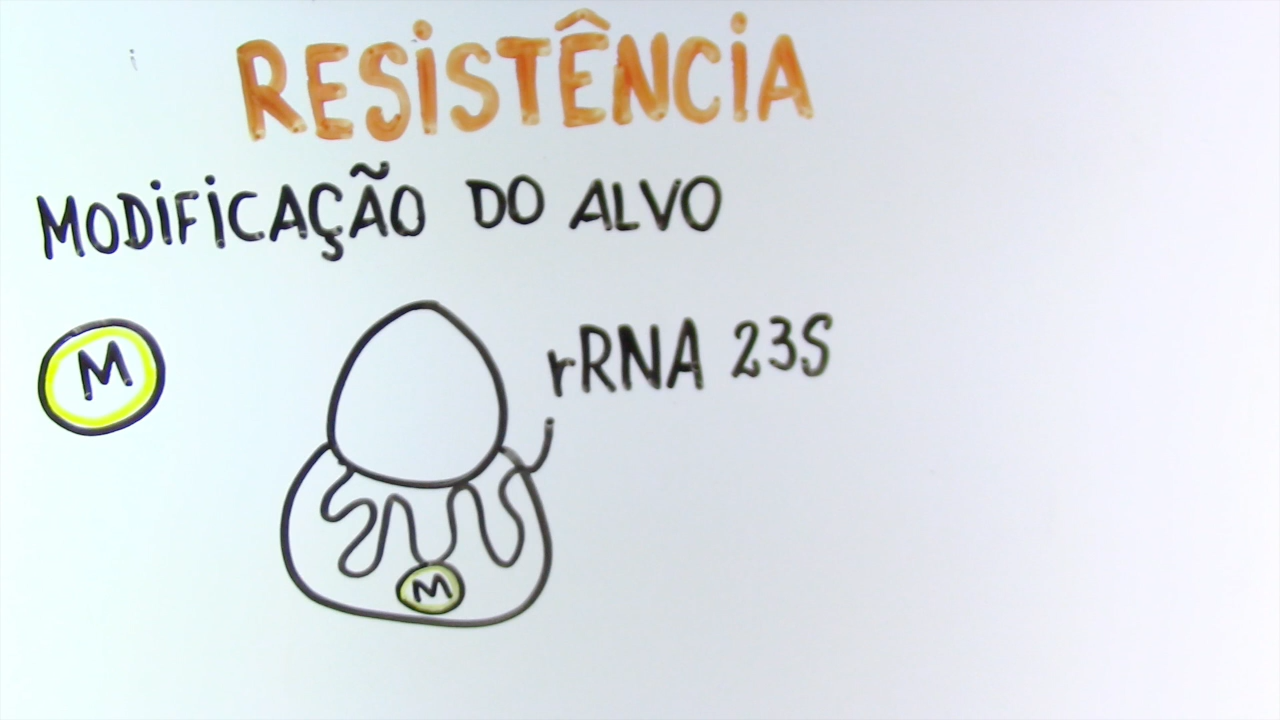 RESISTÊNCIA
MODIFICAÇÃO DO ALVO
M
rRNA 23S
M